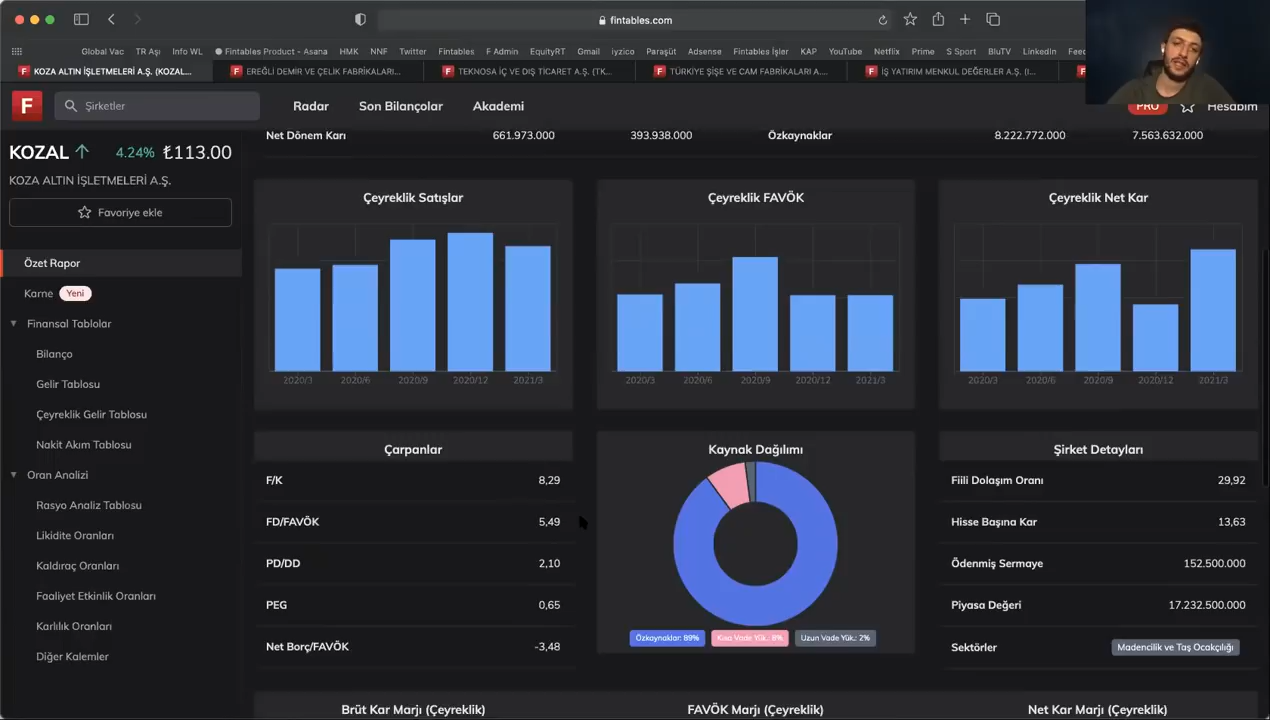 fintables.com
Global Vac TR Aşı Info WL Fintables Product – Asana HMK NNF Twitter Fintables F Admin EquityRT Gmail iyzico Paraşüt Adsense Fintables İşler KAP YouTube Netflix Prime S Sport BluTV LinkedIn
KOZA ALTIN İŞLETMELERİ A.Ş. (KOZAL... EREĞLİ DEMİR VE ÇELİK FABRİKALARI... TEKNOSA İÇ VE DIŞ TİCARET A.Ş. (TK... TÜRKİYE ŞİŞE VE CAM FABRİKALARI A.... İŞ YATIRIM MENKUL DEĞERLER A.Ş. (I...
F Şirketler Radar Son Bilançolar Akademi PRO Hesabım
Net Dönem Karı 661.973.000 393.938.000 Özkaynaklar 8.222.772.000 7.563.632.000
KOZAL 4.24% ₺113.00
KOZA ALTIN İŞLETMELERİ A.Ş.
Favoriye ekle
Özet Rapor
Karne Yeni
Finansal Tablolar
Bilanço
Gelir Tablosu
Çeyreklik Gelir Tablosu
Nakit Akım Tablosu
Oran Analizi
Rasyo Analiz Tablosu
Likidite Oranları
Kaldıraç Oranları
Faaliyet Etkinlik Oranları
Karlılık Oranları
Diğer Kalemler
Çeyreklik Satışlar Çeyreklik FAVÖK Çeyreklik Net Kar
2020/3 2020/6 2020/9 2020/12 2021/3 2020/3 2020/6 2020/9 2020/12 2021/3 2020/3 2020/6 2020/9 2020/12 2021/3
Çarpanlar
F/K 8,29
FD/FAVÖK 5,49
PD/DD 2,10
PEG 0,65
Net Borç/FAVÖK -3,48
Kaynak Dağılımı
Özkaynaklar: 89% Kısa Vade Yük.: 8% Uzun Vade Yük.: 2%
Şirket Detayları
Fiili Dolaşım Oranı 29,92
Hisse Başına Kar 13,63
Ödenmiş Sermaye 152.500.000
Piyasa Değeri 17.232.500.000
Sektörler Madencilik ve Taş Ocakçılığı
Brüt Kar Marjı (Çeyreklik) FAVÖK Marjı (Çeyreklik) Net Kar Marjı (Çeyreklik)